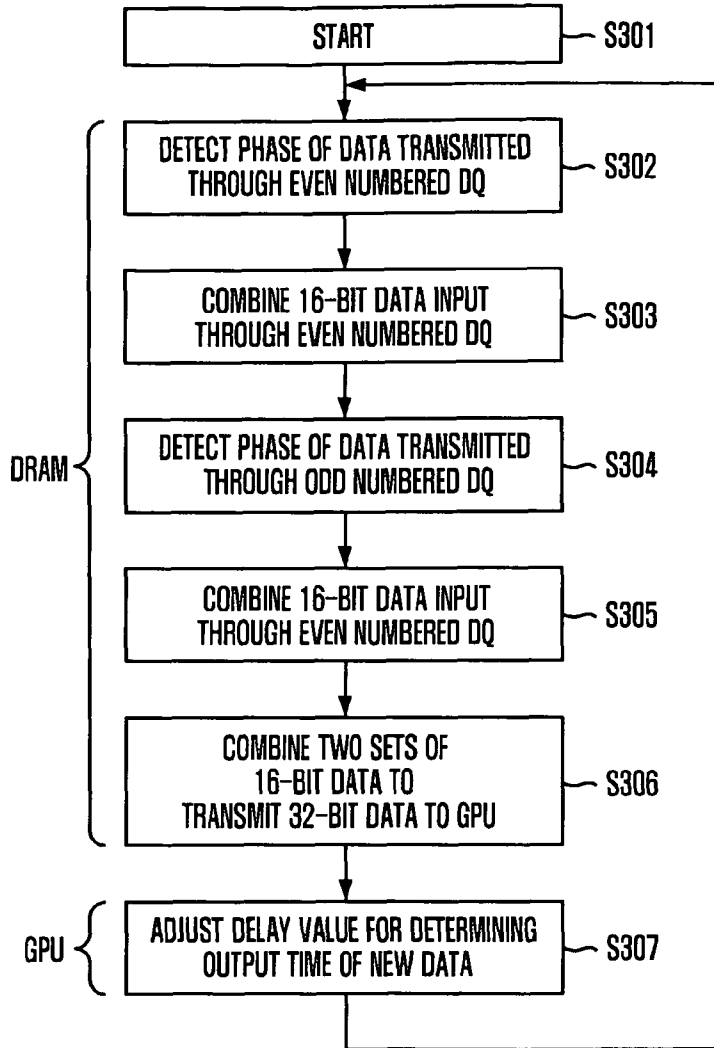 START
S301
DETECT PHASE OF DATA TRANSMITTED
THROUGH EVEN NUMBERED DQ
S302
COMBINE 16-BIT DATA INPUT
THROUGH EVEN NUMBERED DQ
S303
DRAM
DETECT PHASE OF DATA TRANSMITTED
THROUGH ODD NUMBERED DQ
S304
COMBINE 16-BIT DATA INPUT
THROUGH EVEN NUMBERED DQ
S305
COMBINE TWO SETS OF
16-BIT DATA TO
TRANSMIT 32-BIT DATA TO GPU
S306
GPU
ADJUST DELAY VALUE FOR DETERMINING
OUTPUT TIME OF NEW DATA
S307